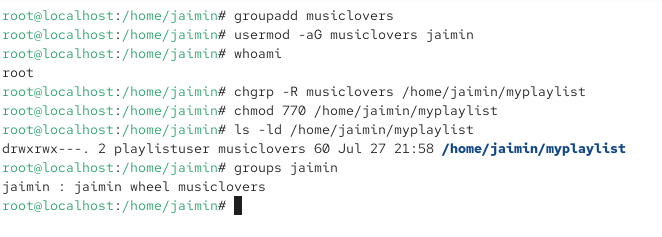 root@localhost:/home/jaimin# groupadd musiclovers
root@localhost:/home/jaimin# usermod -aG musiclovers jaimin
root@localhost:/home/jaimin# whoami
root
root@localhost:/home/jaimin# chgrp -R musiclovers /home/jaimin/myplaylist
root@localhost:/home/jaimin# chmod 770 /home/jaimin/myplaylist
root@localhost:/home/jaimin# ls -ld /home/jaimin/myplaylist
drwxrwx---. 2 playlistuser musiclovers 60 Jul 27 21:58 /home/jaimin/myplaylist
root@localhost:/home/jaimin# groups jaimin
jaimin : jaimin wheel musiclovers
root@localhost:/home/jaimin#